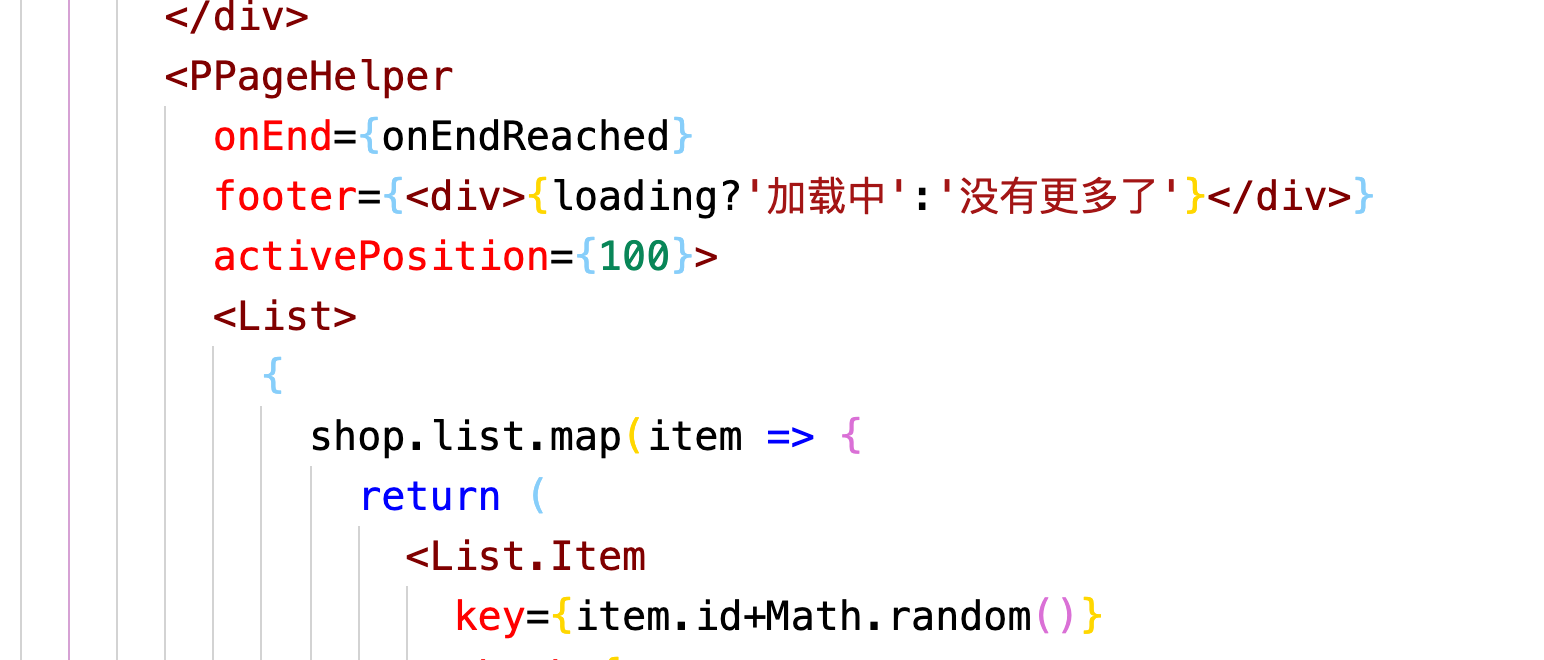 </div>
<PPageHelper
onEnd={onEndReached}
footer={<div>{loading?'加载中':'没有更多了'}</div>}
activePosition={100}>
<List>
{
shop.list.map(item => {
return (
<List.Item
key={item.id+Math.random()}